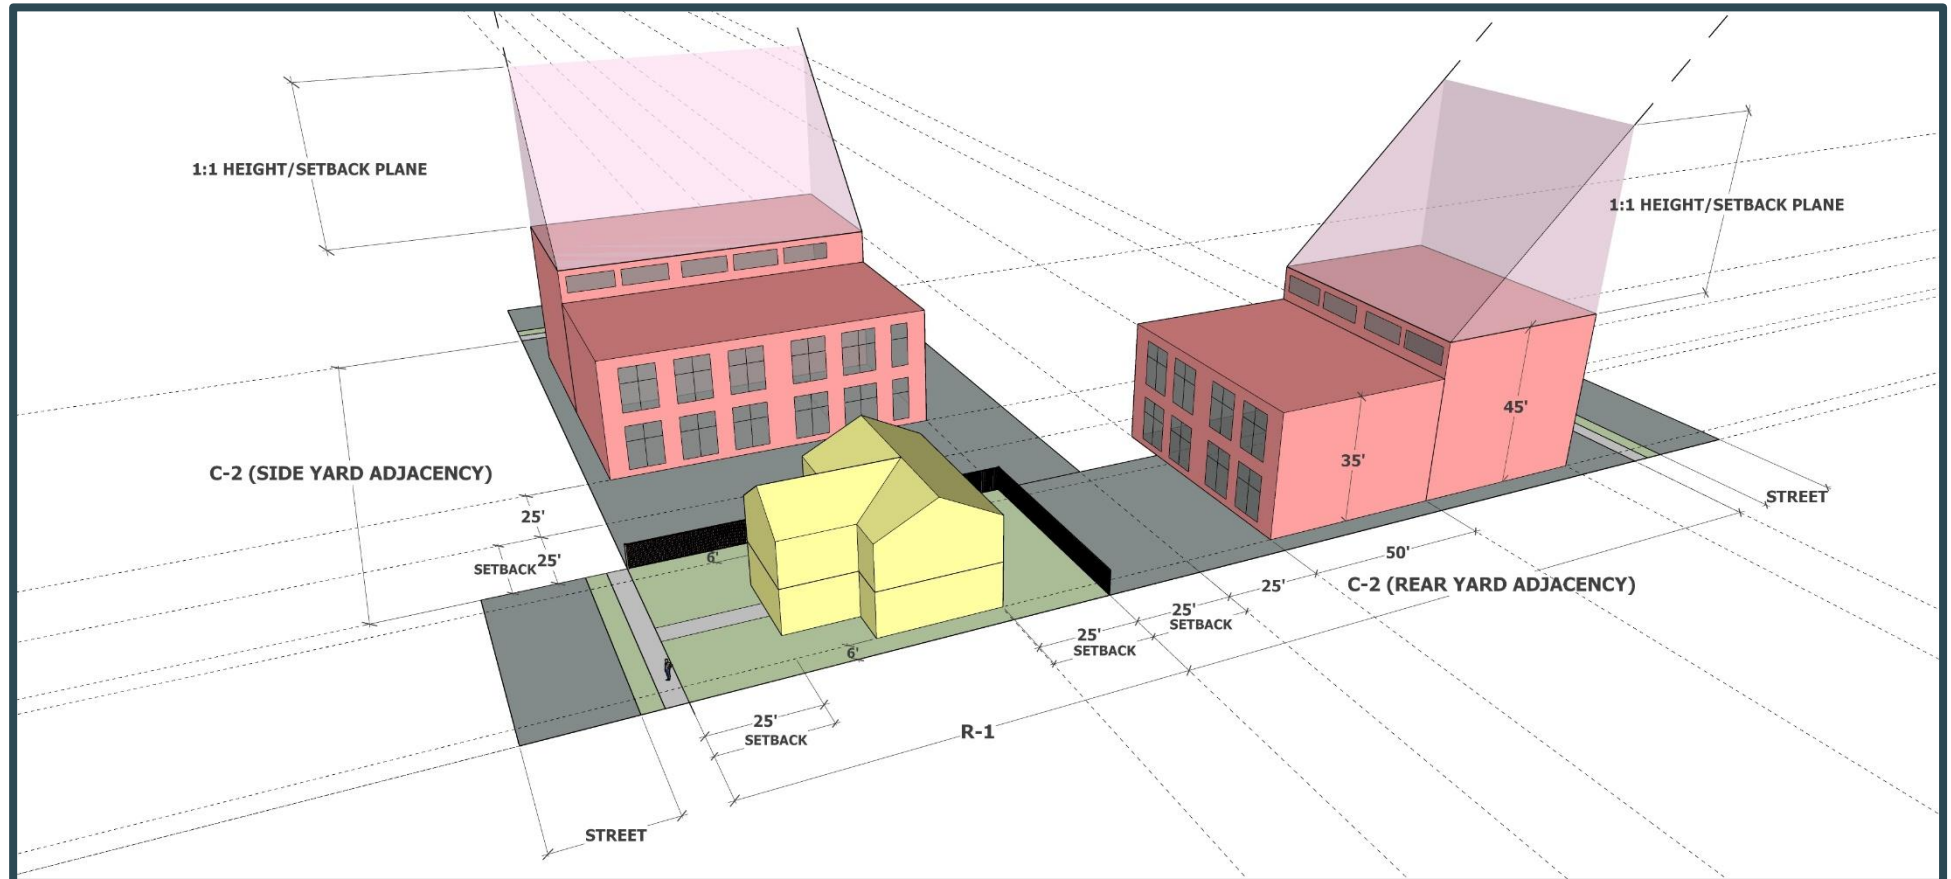 1:1 HEIGHT/SETBACK PLANE
1:1 HEIGHT/SETBACK PLANE
45'
35'
C-2 (SIDE YARD ADJACENCY)
STREET
25'
25'
SETBACK
6'
50'
25'
C-2 (REAR YARD ADJACENCY)
25'
SETBACK
25'
SETBACK
6'
25'
SETBACK
R-1
STREET